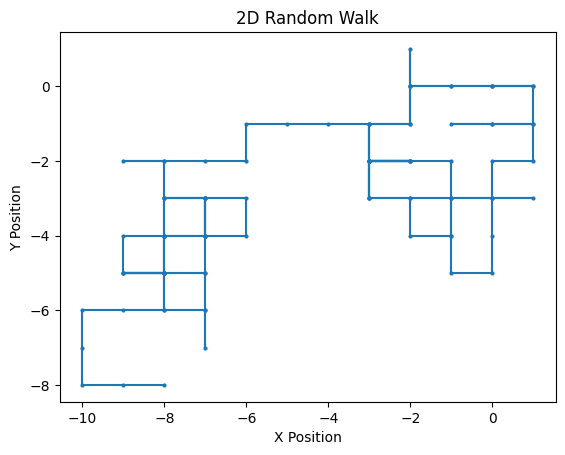 2D Random Walk
0
−2
−4
−6
−8
Y Position
−10 −8 −6 −4 −2 0
X Position